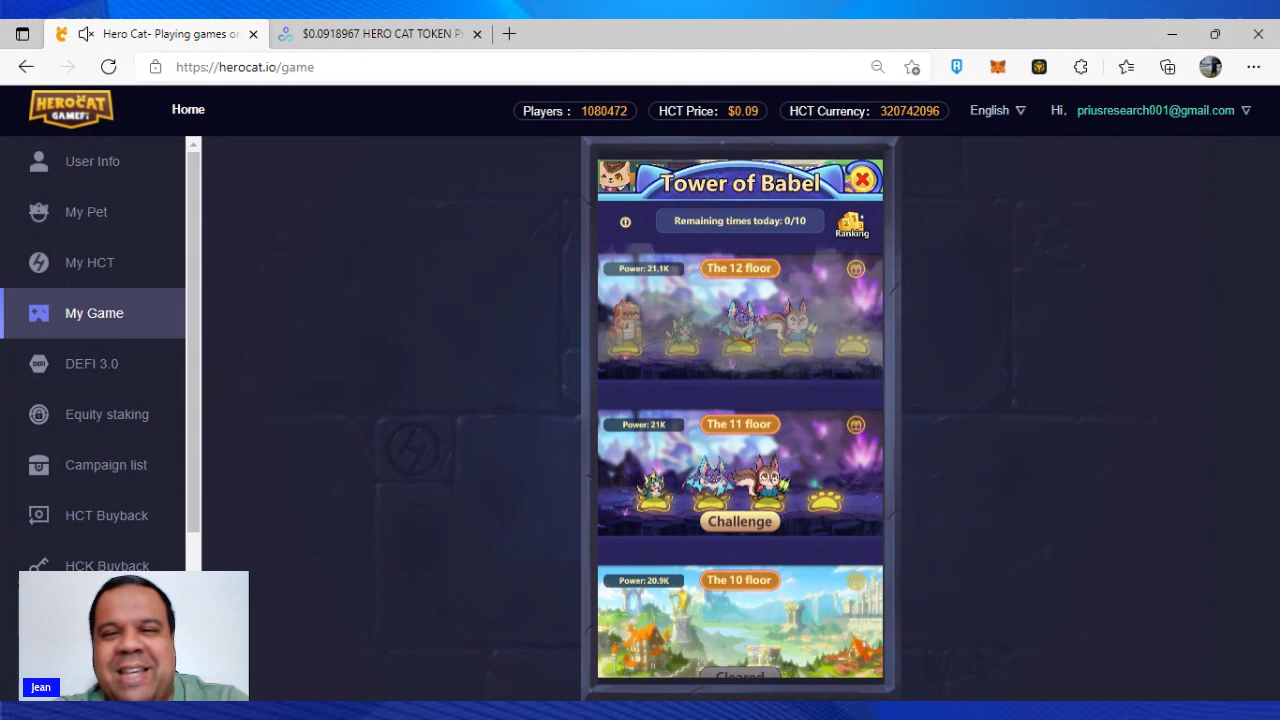 Hero Cat- Playing games or
$0.0918967 HERO CAT TOKEN P
https://herocat.io/game
HEROCAT
GAMEFI
Home
Players : 1080472
HCT Price: $0.09
HCT Currency: 320742096
English
Hi, priusresearch001@gmail.com
User Info
My Pet
My HCT
My Game
DEFI
DEFI 3.0
Equity staking
Campaign list
HCT Buyback
HCK Buyback
Tower of Babel
Remaining times today: 0/10
Ranking
Power: 21.1K
The 12 floor
Power: 21K
The 11 floor
Challenge
Power: 20.9K
The 10 floor
Cleared
Jean